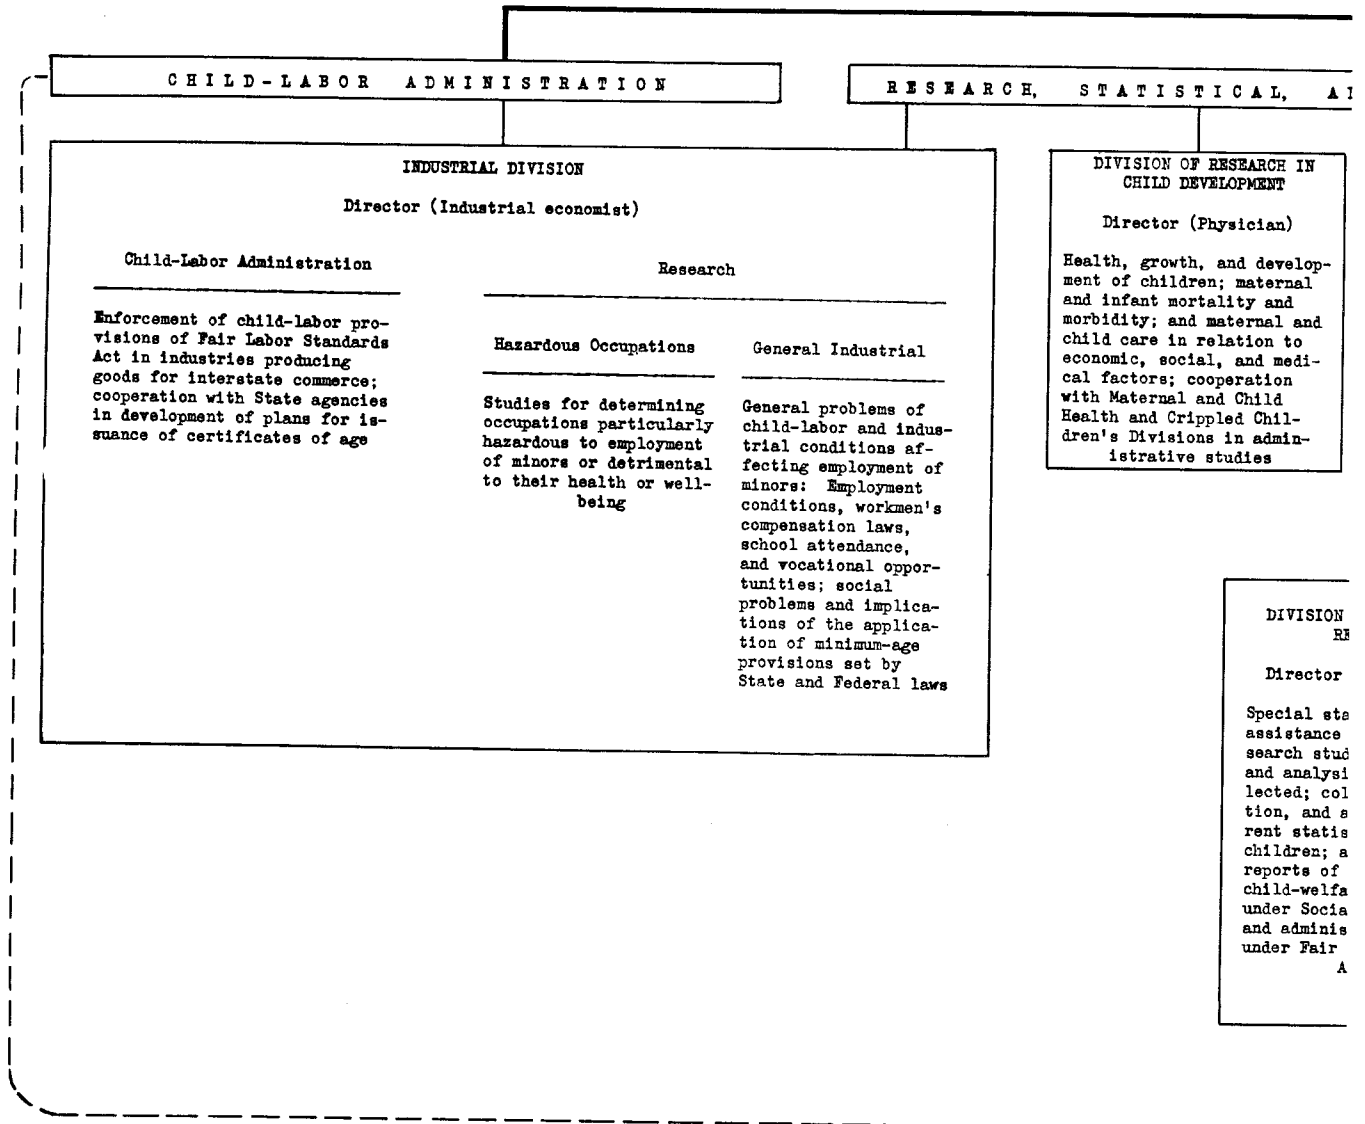 CHILD-LABOR ADMINISTRATION
RESEARCH, STATISTICAL,
INDUSTRIAL DIVISION
Director (Industrial economist)
Child-Labor Administration
Enforcement of child-labor pro-
visions of Fair Labor Standards
Act in industries producing
goods for interstate commerce;
cooperation with State agencies
in development of plans for is-
suance of certificates of age
Research
Hazardous Occupations
Studies for determining
occupations particularly
hazardous to employment
of minors or detrimental
to their health or well-
being
General Industrial
General problems of
child-labor and indus-
trial conditions af-
fecting employment of
minors: Employment
conditions, workmen's
compensation laws,
school attendance,
and vocational oppor-
tunities; social
problems and implica-
tions of the applica-
tion of minimum-age
provisions set by
State and Federal laws
DIVISION OF RESEARCH IN
CHILD DEVELOPMENT
Director (Physician)
Health, growth, and develop-
ment of children; maternal
and infant mortality and
morbidity; and maternal and
child care in relation to
economic, social, and medi-
cal factors; cooperation
with Maternal and Child
Health and Crippled Chil-
dren's Divisions in admin-
istrative studies
DIVISION
RE
Director
Special sta
assistance
search stud
and analysi
lected; col
tion, and s
rent statis
children; a
reports of
child-welfa
under Socia
and adminis
under Fair
A